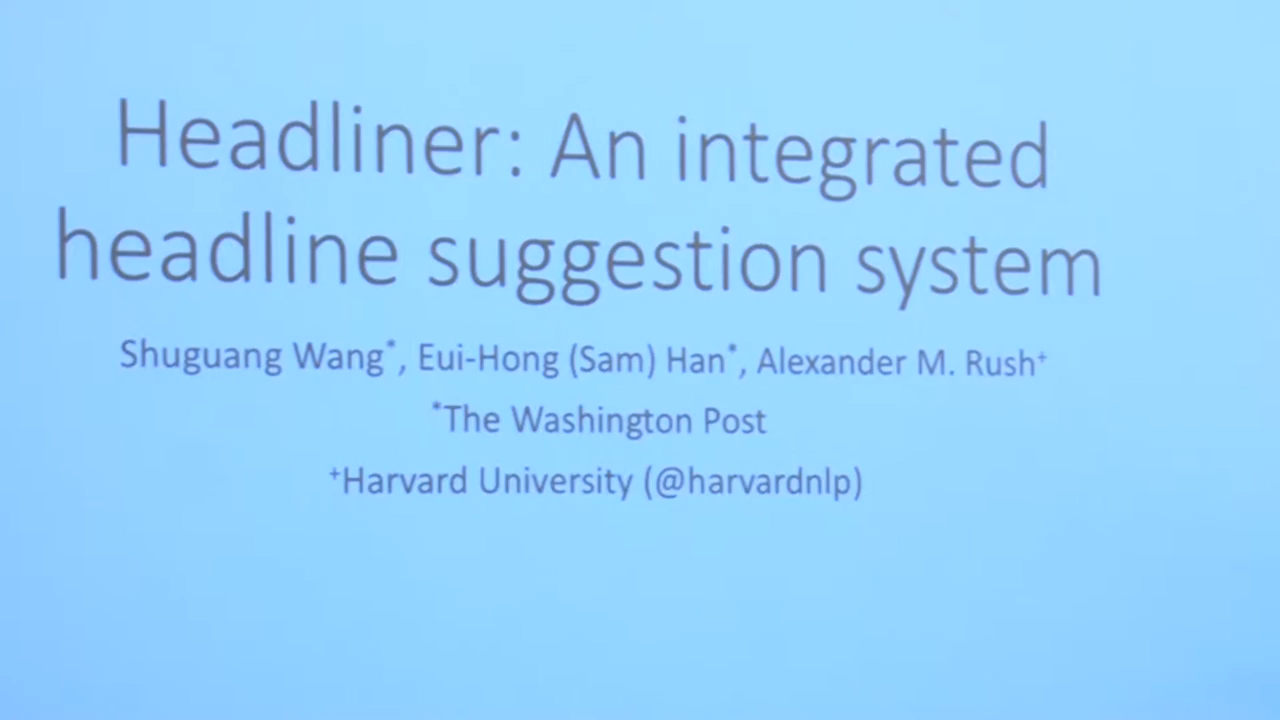 Headliner: An integrated
headline suggestion system
Shuguang Wang*, Eui-Hong (Sam) Han*, Alexander M. Rush+
*The Washington Post
+Harvard University (@harvardnlp)